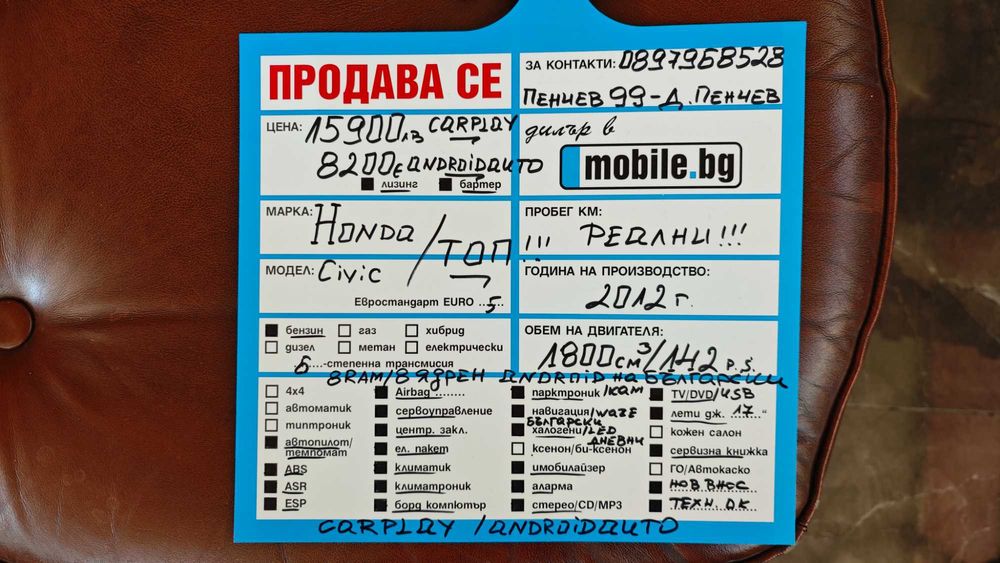 ПРОДАВА СЕ
ЗА КОНТАКТИ: 0897968528
ПЕНЧЕВ 99-Д.ПЕНЧЕВ
ЦЕНА: 15900лв CARPLAY
8200€ ANDROIDAUTO
лизинг бартер
дилър в
mobile.bg
МАРКА: HONDA / ТОП!!!
ПРОБЕГ КМ: РЕАЛНИ!!!
МОДЕЛ: Civic
Евростандарт EURO ..5..
ГОДИНА НА ПРОИЗВОДСТВО:
2012 г.
бензин газ хибрид
дизел метан електрически
6...-степенна трансмисия
ОБЕМ НА ДВИГАТЕЛЯ:
1800см³/142 p.s.
8RAM/8 ЯДРЕН ANDROID НА БЪЛГАРСКИ
4x4
автоматик
типтроник
автопилот/
темпомат
ABS
ASR
ESP
Airbag.........
сервоуправление
центр. закл.
ел. пакет
климатик
климатроник
борд компютър
парктроник/КАМ
навигация/WAZE
БЪЛГАРСКИ
халогени/LED
ДНЕВНИ
ксенон/би-ксенон
имобилайзер
аларма
стерео/CD/MP3
TV/DVD/USB
лети дж. 17 "
кожен салон
сервизна книжка
ГО/Автокаско
НОВ ВНОС
ТЕХН. ОК
CARPLAY /ANDROIDAUTO